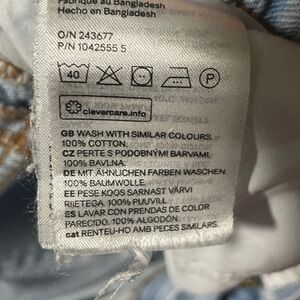 Fabriqué au Bangladesh
Hecho en Bangladesh
O/N 243677
P/N 1042555 5
40 P
clevercare.info
GB WASH WITH SIMILAR COLOURS.
100% COTTON.
CZ PERTE S PODOBNÝMI BARVAMI.
100% BAVLNA.
DE MIT ÄHNLICHEN FARBEN WASCHEN.
100% BAUMWOLLE.
EE PESE KOOS SARNAST VÄRVI
RIIETEGA. 100% PUUVILL.
ES LAVAR CON PRENDAS DE COLOR
PARECIDO. 100% ALGODÓN.
cat RENTEU-HO AMB PECES SIMILARS.